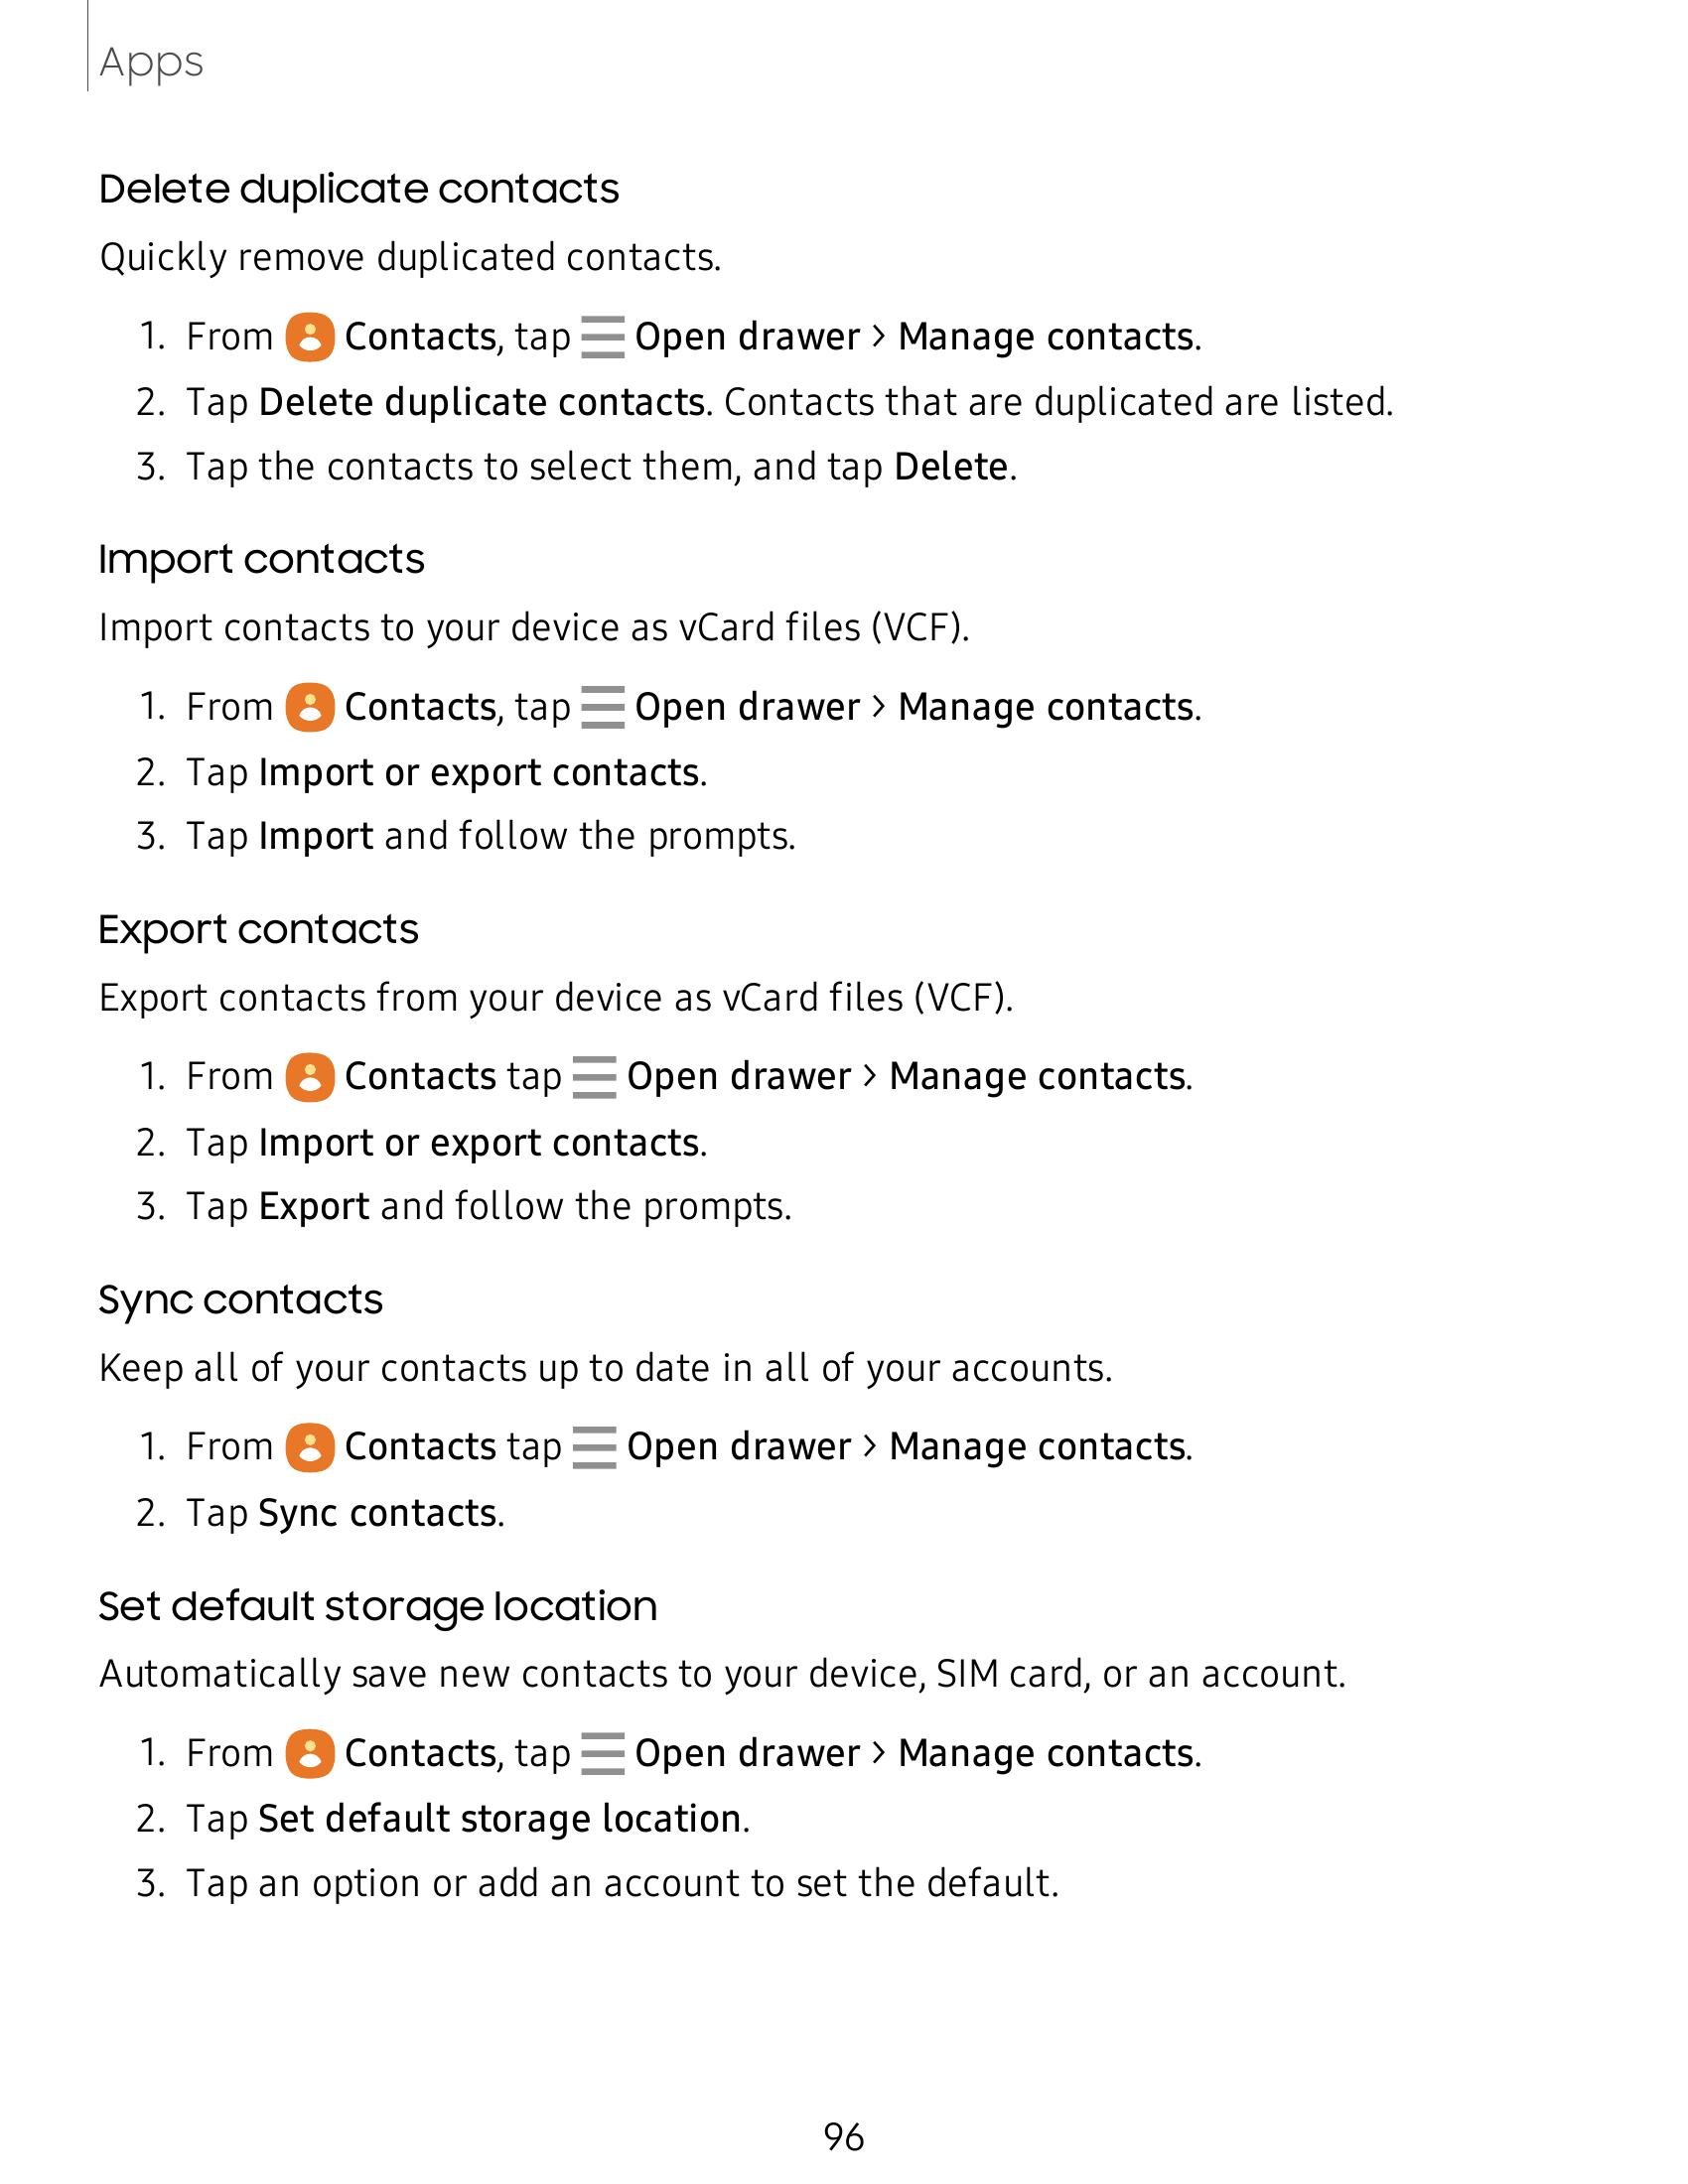 Apps
Delete duplicate contacts
Quickly remove duplicated contacts.
1. From Contacts, tap Open drawer > Manage contacts.
2. Tap Delete duplicate contacts. Contacts that are duplicated are listed.
3. Tap the contacts to select them, and tap Delete.
Import contacts
Import contacts to your device as vCard files (VCF).
1. From Contacts, tap Open drawer > Manage contacts.
2. Tap Import or export contacts.
3. Tap Import and follow the prompts.
Export contacts
Export contacts from your device as vCard files (VCF).
1. From Contacts tap Open drawer > Manage contacts.
2. Tap Import or export contacts.
3. Tap Export and follow the prompts.
Sync contacts
Keep all of your contacts up to date in all of your accounts.
1. From Contacts tap Open drawer > Manage contacts.
2. Tap Sync contacts.
Set default storage location
Automatically save new contacts to your device, SIM card, or an account.
1. From Contacts, tap Open drawer > Manage contacts.
2. Tap Set default storage location.
3. Tap an option or add an account to set the default.
96